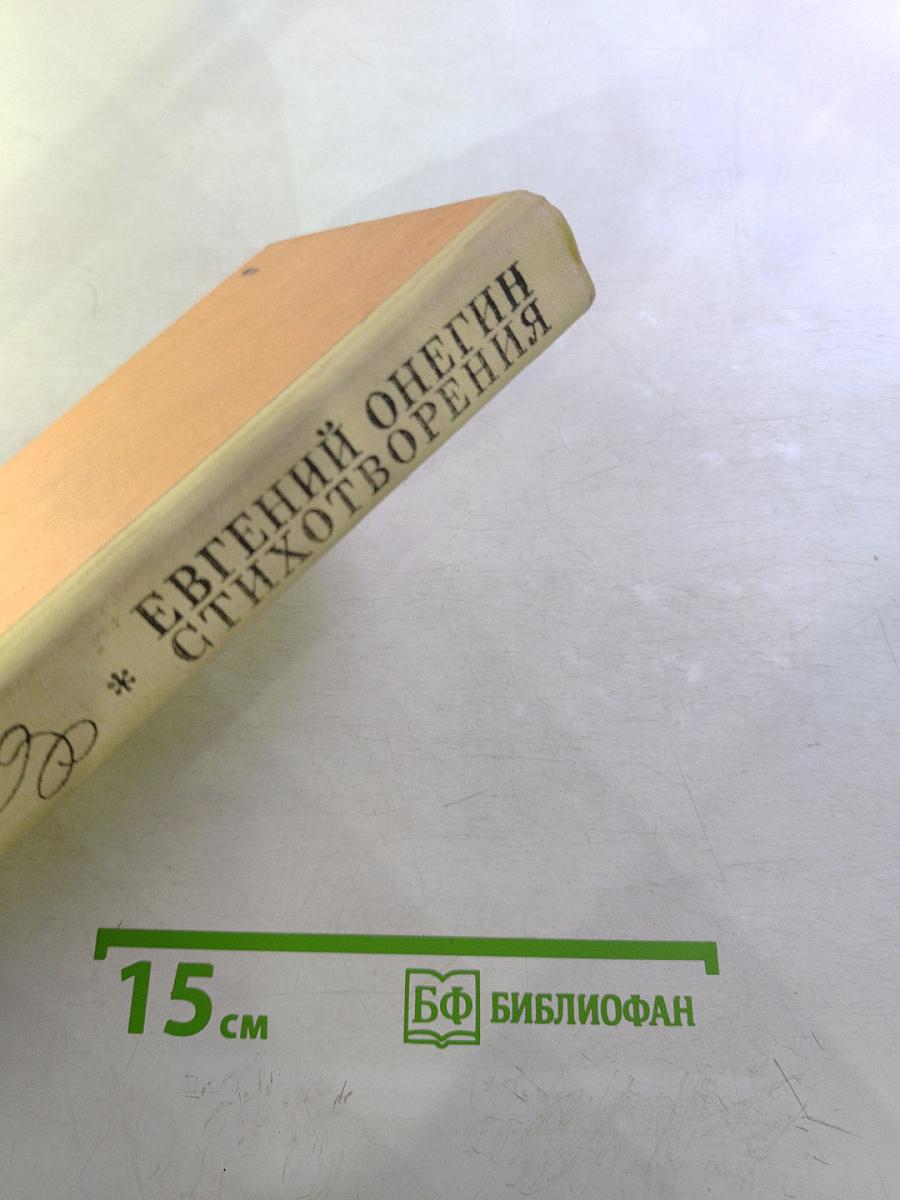 ЕВГЕНИЙ ОНЕГИН
* СТИХОТВОРЕНИЯ
15 см
БФ БИБЛИОФАН